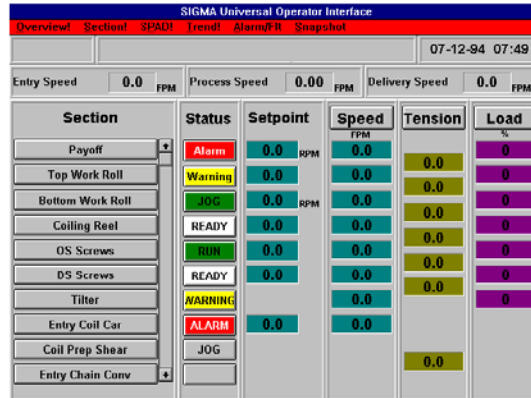 SIGMA Universal Operator Interface
Overview! Section! SPAD! Trend! Alarm/Flt Snapshot
07-12-94 07:49
Entry Speed 0.0 FPM Process Speed 0.00 FPM Delivery Speed 0.0 FPM
Section Status Setpoint Speed Tension Load
FPM %
Payoff Alarm 0.0 RPM 0.0 0
0.0
Top Work Roll Warning 0.0 0.0 0
0.0
Bottom Work Roll JOG 0.0 RPM 0.0 0
0.0
Coiling Reel READY 0.0 0.0 0
0.0
OS Screws RUN 0.0 0.0 0
0.0
DS Screws READY 0.0 0.0 0
0.0
Tilter WARNING 0.0 0
Entry Coil Car ALARM 0.0 0.0
Coil Prep Shear JOG
0.0
Entry Chain Conv